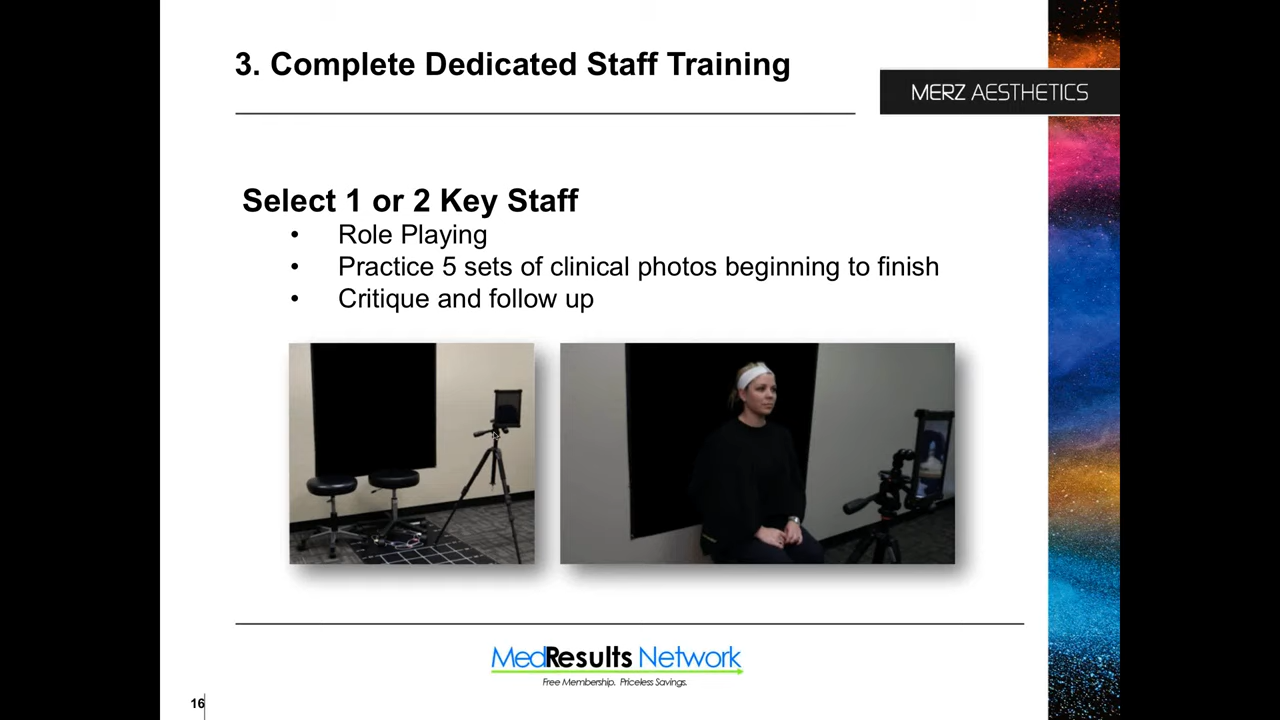 3. Complete Dedicated Staff Training
MERZ AESTHETICS
Select 1 or 2 Key Staff
• Role Playing
• Practice 5 sets of clinical photos beginning to finish
• Critique and follow up
MedResults Network
Free Membership. Priceless Savings.
16